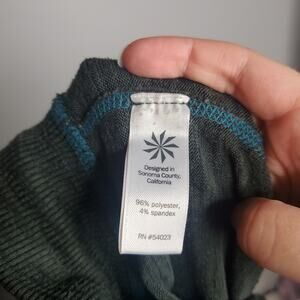 Designed in
Sonoma County,
California
96% polyester,
4% spandex
RN #54023